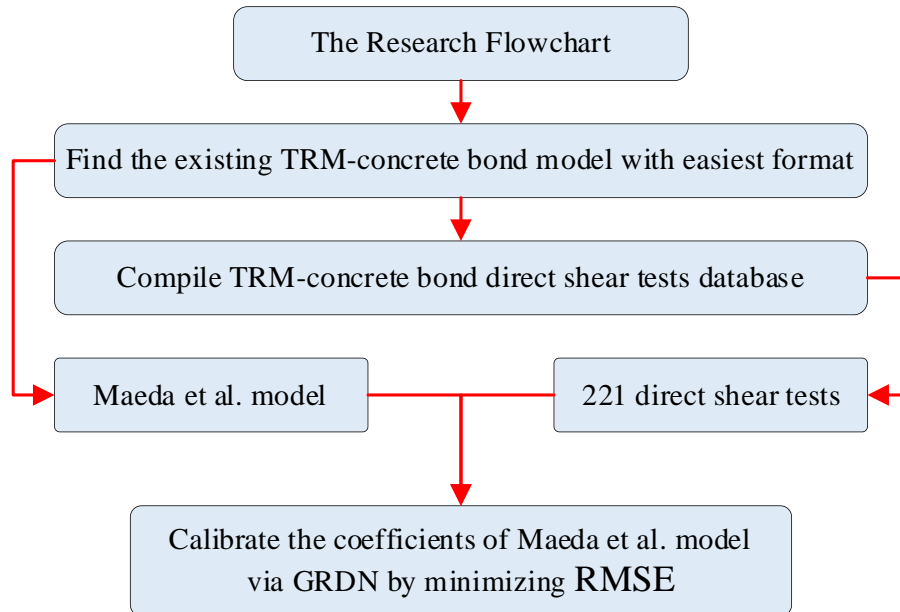 The Research Flowchart
Find the existing TRM-concrete bond model with easiest format
Compile TRM-concrete bond direct shear tests database
Maeda et al. model
221 direct shear tests
Calibrate the coefficients of Maeda et al. model
via GRDN by minimizing RMSE